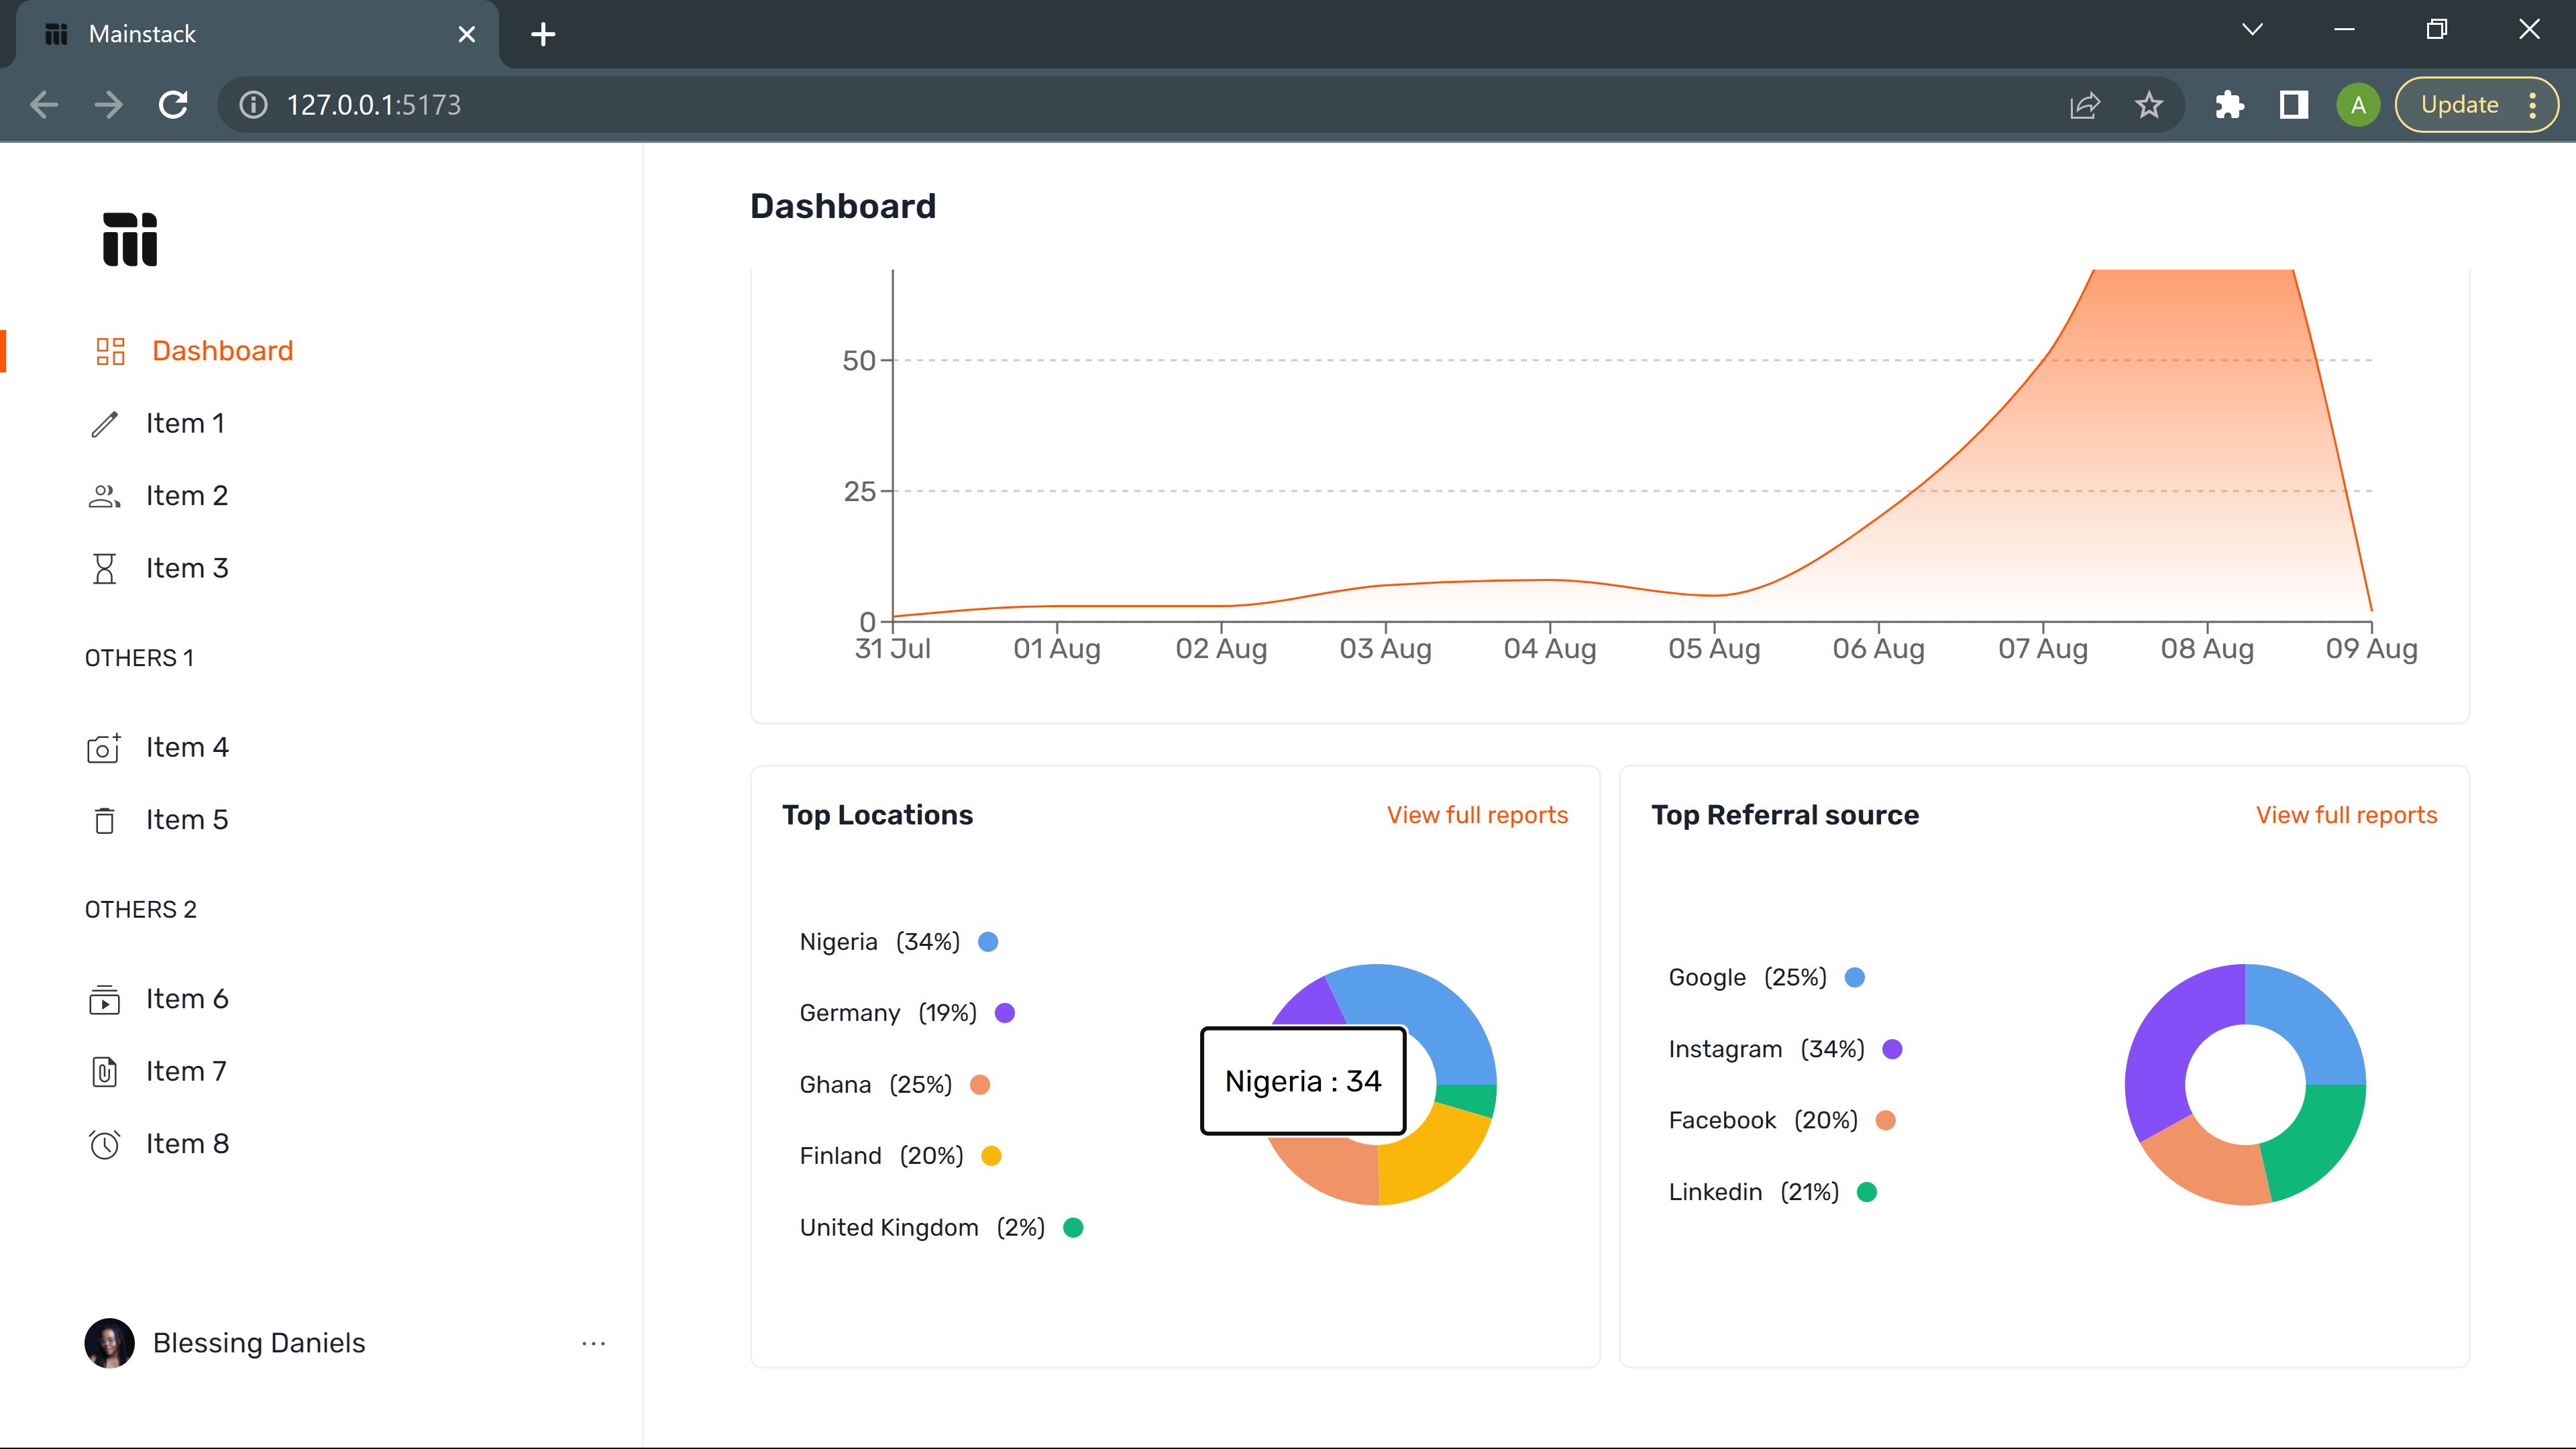 Mainstack
127.0.0.1:5173
A
Update
Dashboard
Item 1
Item 2
Item 3
OTHERS 1
Item 4
Item 5
OTHERS 2
Item 6
Item 7
Item 8
Blessing Daniels
Dashboard
50
25
0
31 Jul 01 Aug 02 Aug 03 Aug 04 Aug 05 Aug 06 Aug 07 Aug 08 Aug 09 Aug
Top Locations View full reports
Nigeria (34%)
Germany (19%)
Ghana (25%)
Finland (20%)
United Kingdom (2%)
Nigeria : 34
Top Referral source View full reports
Google (25%)
Instagram (34%)
Facebook (20%)
Linkedin (21%)